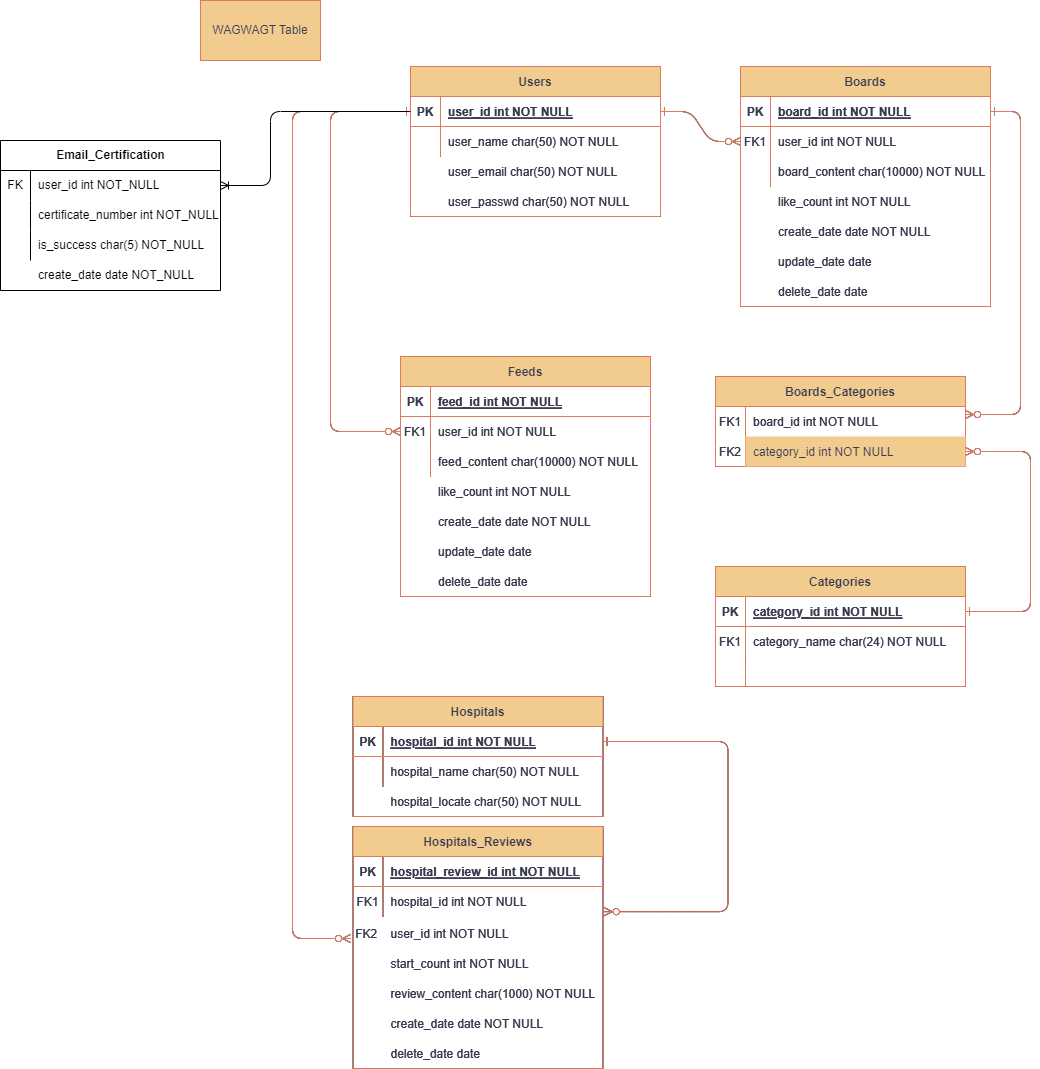 WAGWAGT Table
Users
PK user_id int NOT NULL
user_name char(50) NOT NULL
user_email char(50) NOT NULL
user_passwd char(50) NOT NULL
Boards
PK board_id int NOT NULL
FK1 user_id int NOT NULL
board_content char(10000) NOT NULL
like_count int NOT NULL
create_date date NOT NULL
update_date date
delete_date date
Email_Certification
FK user_id int NOT_NULL
certificate_number int NOT_NULL
is_success char(5) NOT_NULL
create_date date NOT_NULL
Feeds
PK feed_id int NOT NULL
FK1 user_id int NOT NULL
feed_content char(10000) NOT NULL
like_count int NOT NULL
create_date date NOT NULL
update_date date
delete_date date
Boards_Categories
FK1 board_id int NOT NULL
FK2 category_id int NOT NULL
Categories
PK category_id int NOT NULL
FK1 category_name char(24) NOT NULL
Hospitals
PK hospital_id int NOT NULL
hospital_name char(50) NOT NULL
hospital_locate char(50) NOT NULL
Hospitals_Reviews
PK hospital_review_id int NOT NULL
FK1 hospital_id int NOT NULL
FK2 user_id int NOT NULL
start_count int NOT NULL
review_content char(1000) NOT NULL
create_date date NOT NULL
delete_date date